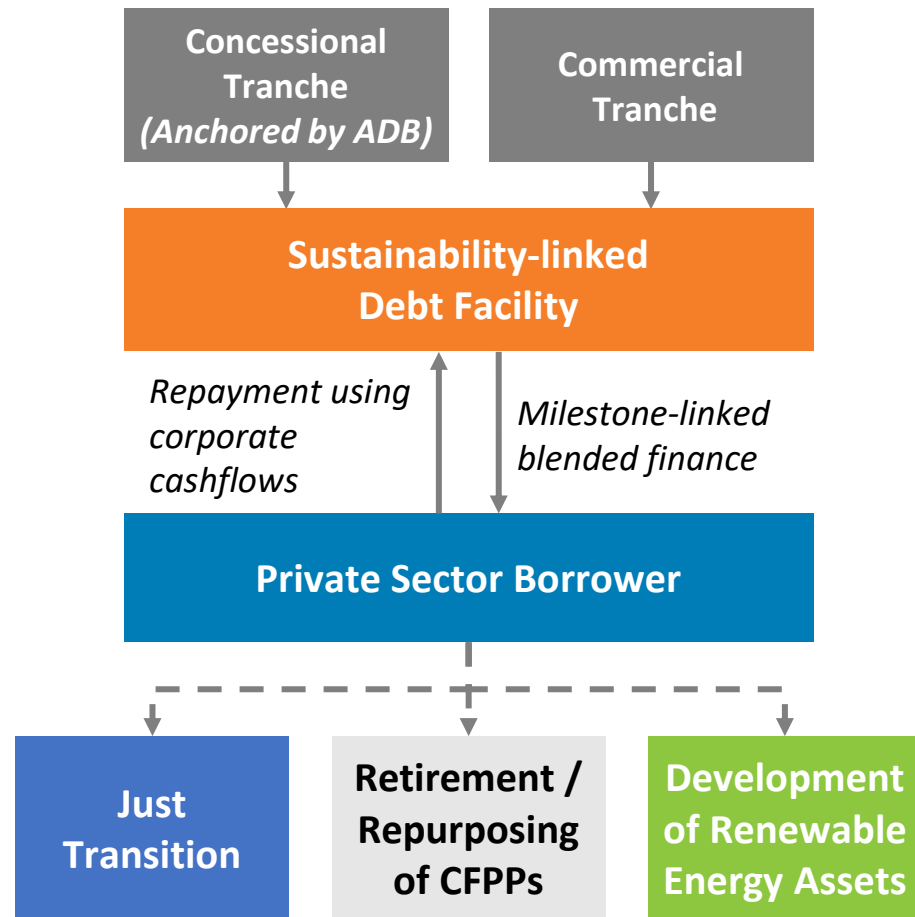 Concessional
Tranche
(Anchored by ADB)
Commercial
Tranche
Sustainability-linked
Debt Facility
Repayment using
corporate
cashflows
Milestone-linked
blended finance
Private Sector Borrower
Just
Transition
Retirement /
Repurposing
of CFPPs
Development
of Renewable
Energy Assets